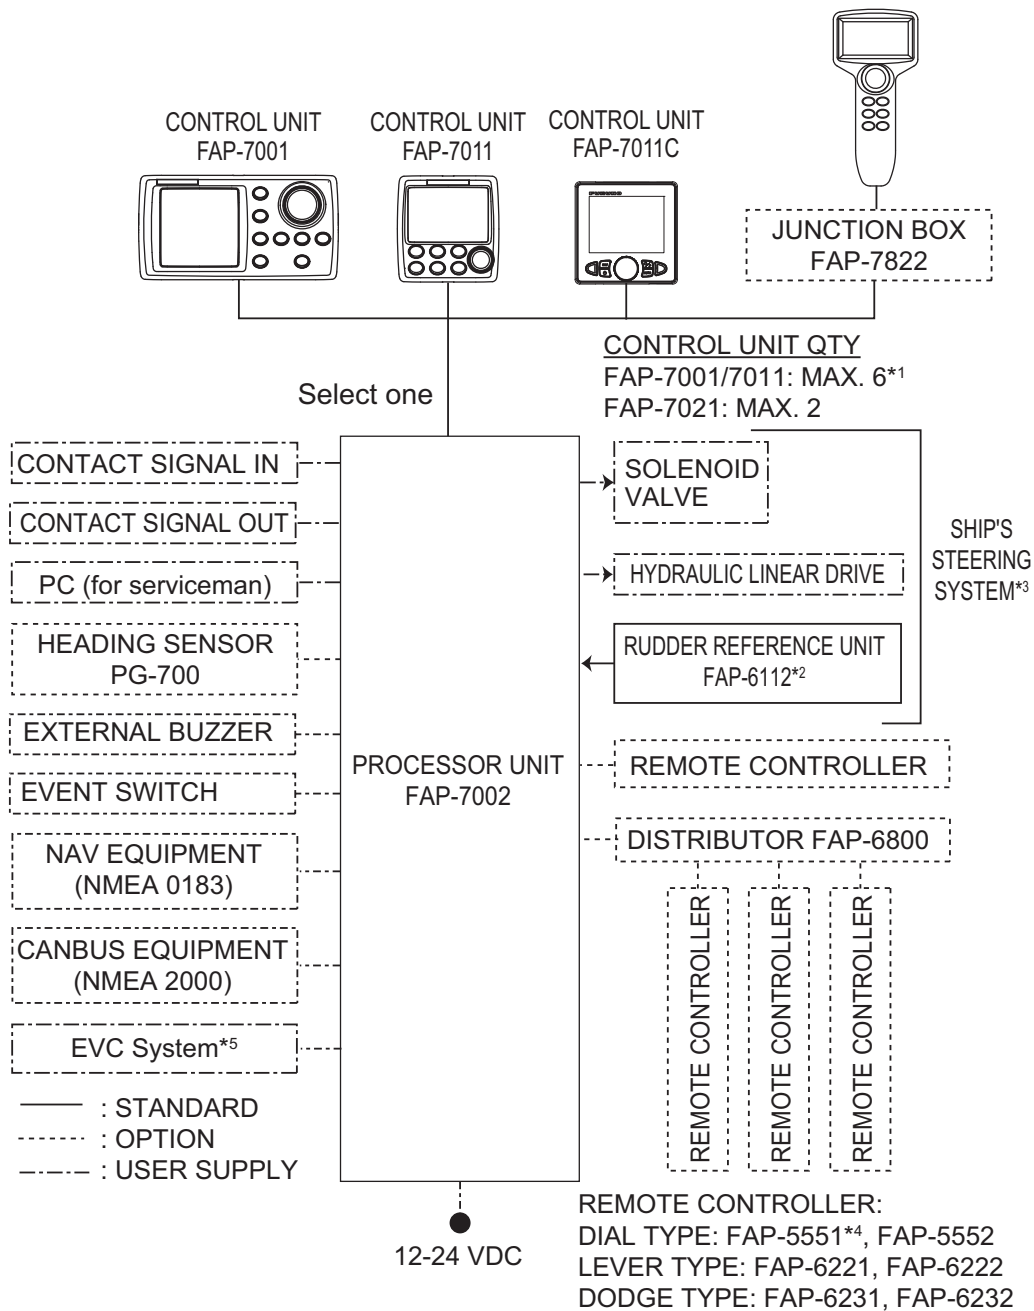 CONTROL UNIT
FAP-7001
CONTROL UNIT
FAP-7011
CONTROL UNIT
FAP-7011C
FURUNO
JUNCTION BOX
FAP-7822
CONTROL UNIT QTY
FAP-7001/7011: MAX. 6*1
FAP-7021: MAX. 2
Select one
CONTACT SIGNAL IN
CONTACT SIGNAL OUT
PC (for serviceman)
HEADING SENSOR
PG-700
EXTERNAL BUZZER
EVENT SWITCH
NAV EQUIPMENT
(NMEA 0183)
CANBUS EQUIPMENT
(NMEA 2000)
EVC System*5
PROCESSOR UNIT
FAP-7002
SOLENOID
VALVE
HYDRAULIC LINEAR DRIVE
RUDDER REFERENCE UNIT
FAP-6112*2
SHIP'S
STEERING
SYSTEM*3
REMOTE CONTROLLER
DISTRIBUTOR FAP-6800
REMOTE CONTROLLER
REMOTE CONTROLLER
REMOTE CONTROLLER
: STANDARD
: OPTION
: USER SUPPLY
12-24 VDC
REMOTE CONTROLLER:
DIAL TYPE: FAP-5551*4, FAP-5552
LEVER TYPE: FAP-6221, FAP-6222
DODGE TYPE: FAP-6231, FAP-6232